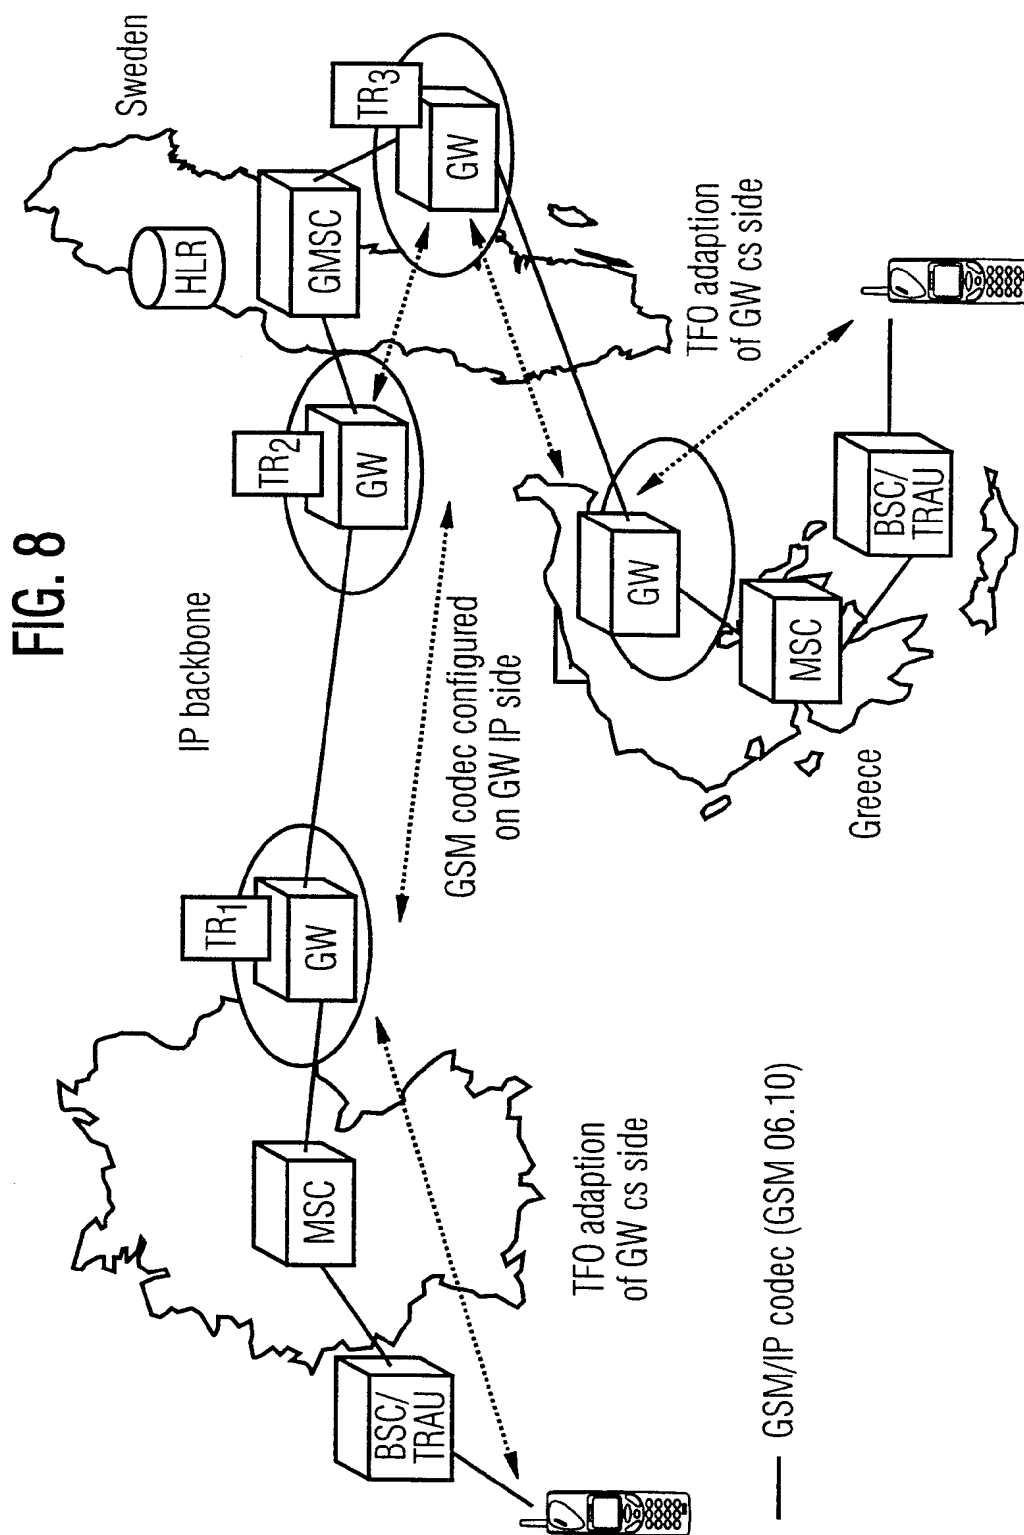 FIG. 8
IP backbone
Sweden
HLR
GMSC
TR1
GW
TR2
GW
TR3
GW
MSC
BSC/
TRAU
GSM codec configured
on GW IP side
TFO adaption
of GW cs side
TFO adaption
of GW cs side
GW
MSC
BSC/
TRAU
Greece
GSM/IP codec (GSM 06.10)